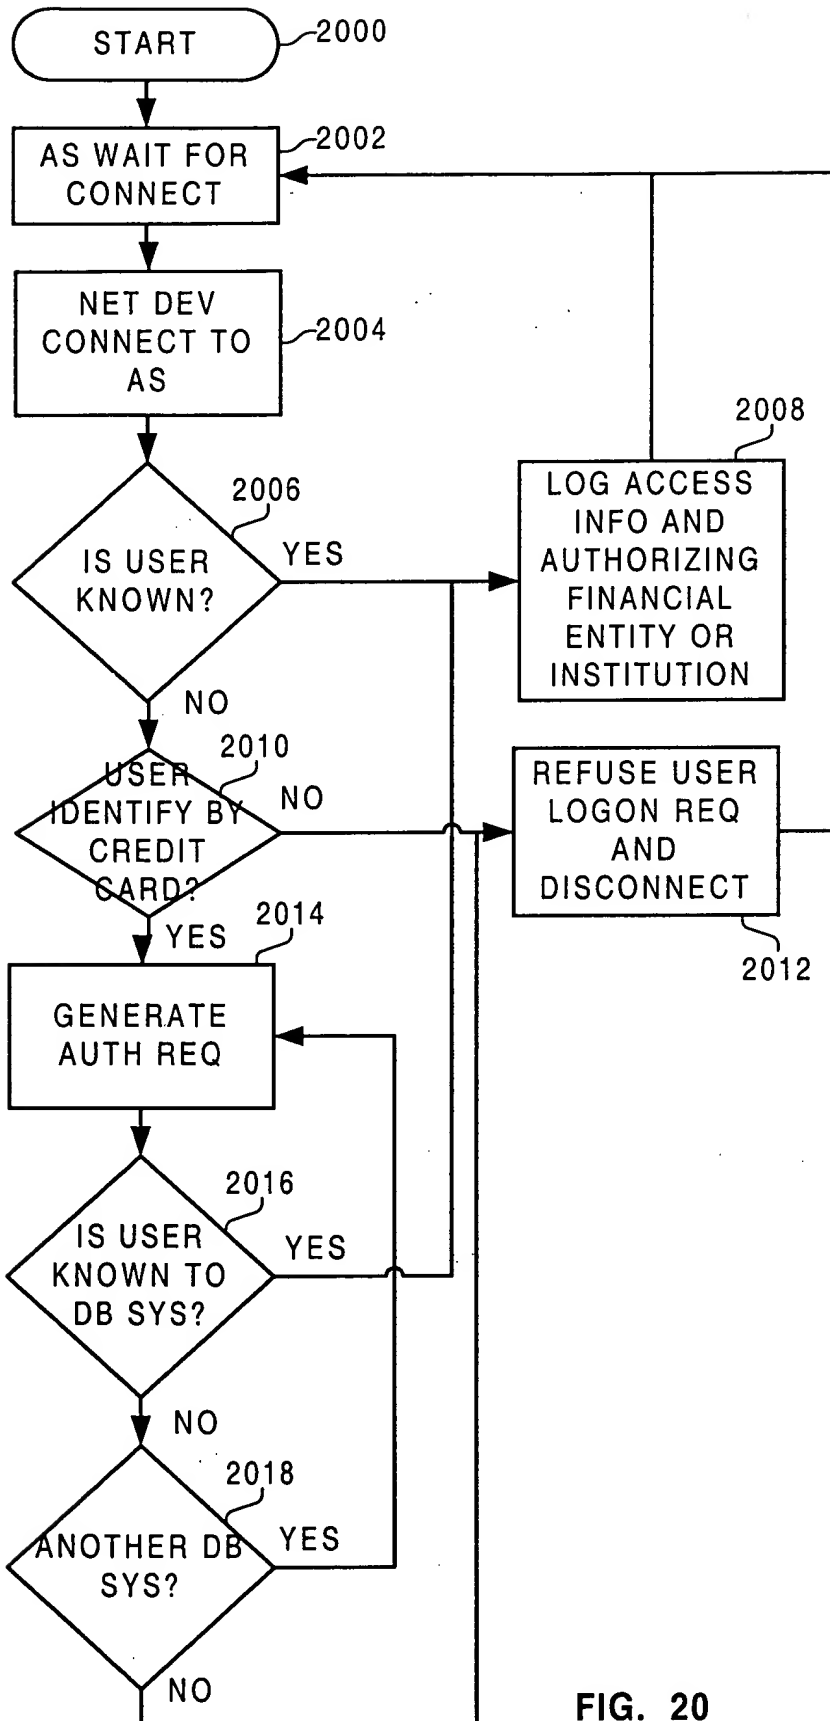 START
2000
AS WAIT FOR
CONNECT
2002
NET DEV
CONNECT TO
AS
2004
IS USER
KNOWN?
2006
YES
NO
LOG ACCESS
INFO AND
AUTHORIZING
FINANCIAL
ENTITY OR
INSTITUTION
2008
USER
IDENTIFY BY
CREDIT
CARD?
2010
NO
YES
REFUSE USER
LOGON REQ
AND
DISCONNECT
2012
GENERATE
AUTH REQ
2014
IS USER
KNOWN TO
DB SYS?
2016
YES
NO
ANOTHER DB
SYS?
2018
YES
NO
FIG. 20